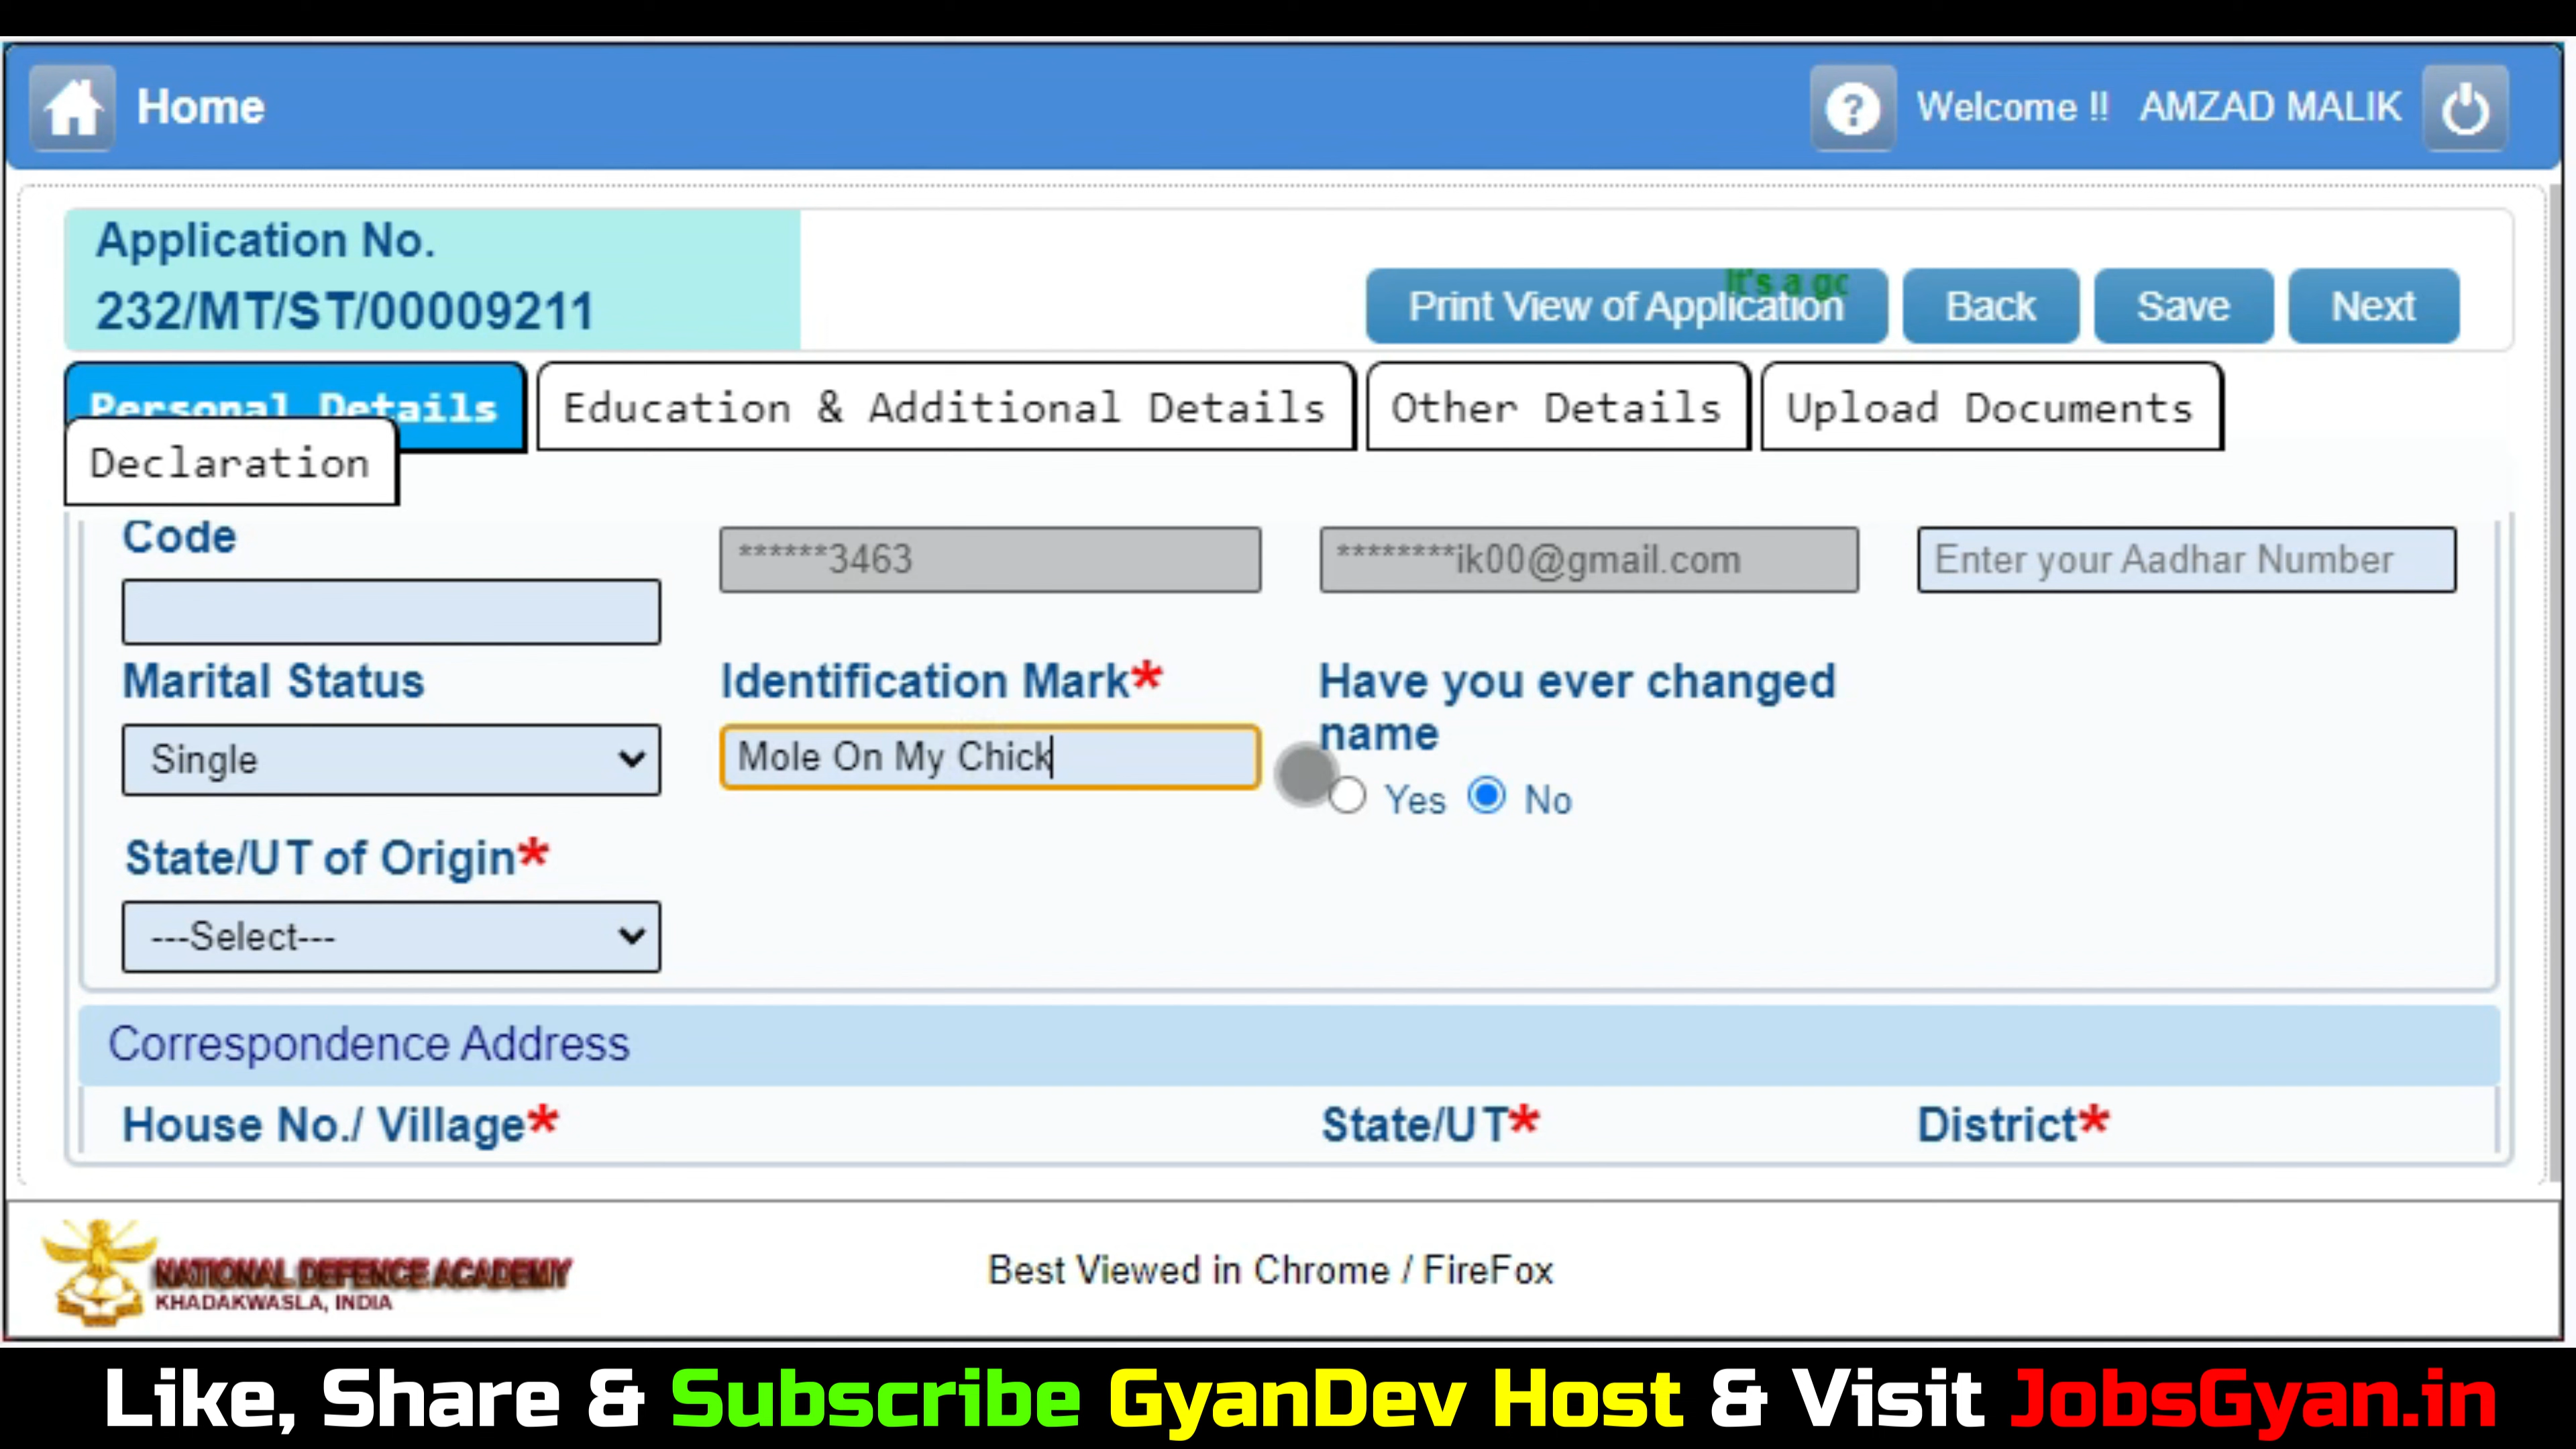 Home
Welcome !! AMZAD MALIK
Application No.
232/MT/ST/00009211
It's a
Print View of Application
Back
Save
Next
Personal Details
Education & Additional Details
Other Details
Upload Documents
Declaration
Code
******3463
********ik00@gmail.com
Enter your Aadhar Number
Marital Status
Identification Mark*
Have you ever changed
name
Single
Mole On My Chick
Yes
No
State/UT of Origin*
---Select---
Correspondence Address
House No./ Village*
State/UT*
District*
NATIONAL DEFENCE ACADEMY
KHADAKWASLA, INDIA
Best Viewed in Chrome / FireFox
Like, Share & Subscribe GyanDev Host & Visit JobsGyan.in